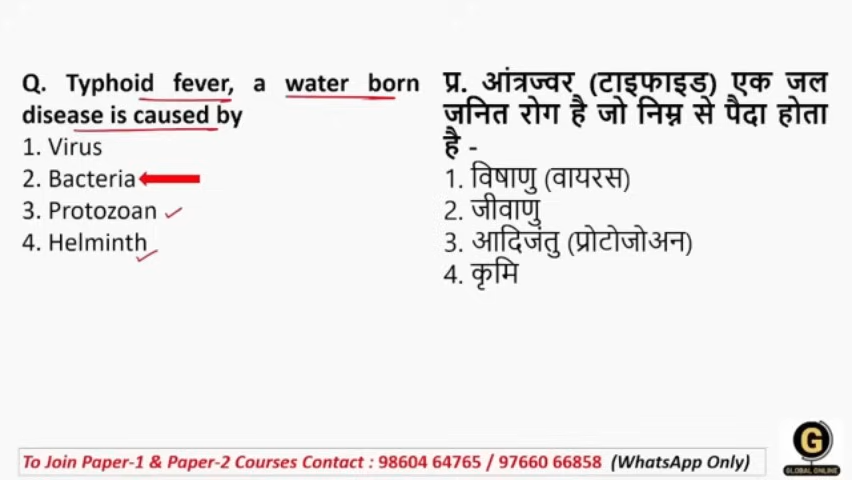 Q. Typhoid fever, a water born
disease is caused by
1. Virus
2. Bacteria
3. Protozoan
4. Helminth
प्र. आंत्रज्वर (टाइफाइड) एक जल
जनित रोग है जो निम्न से पैदा होता
है -
1. विषाणु (वायरस)
2. जीवाणु
3. आदिजंतु (प्रोटोजोअन)
4. कृमि
G
GLOBAL ONLINE
To Join Paper-1 & Paper-2 Courses Contact : 98604 64765 / 97660 66858 (WhatsApp Only)